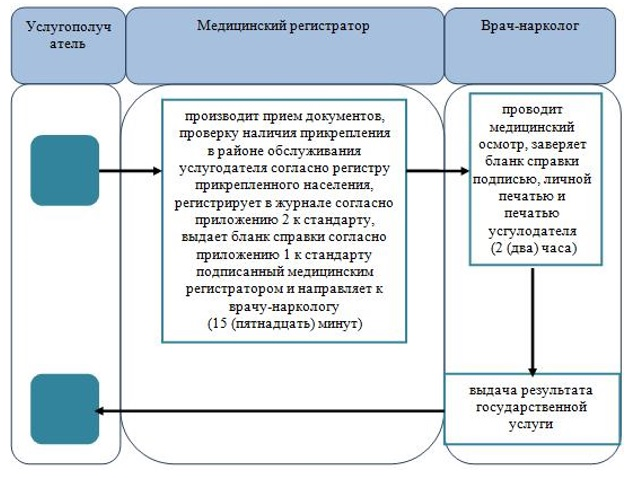 Услугополуч
атель
Медицинский регистратор
Врач-нарколог
производит прием документов,
проверку наличия прикрепления
в районе обслуживания
услугодателя согласно регистру
прикрепленного населения,
регистрирует в журнале согласно
приложению 2 к стандарту,
выдает бланк справки согласно
приложению 1 к стандарту
подписанный медицинским
регистратором и направляет к
врачу-наркологу
(15 (пятнадцать) минут)
проводит
медицинский
осмотр, заверяет
бланк справки
подписью, личной
печатью и
печатью
усгулодателя
(2 (два) часа)
выдача результата
государственной
услуги